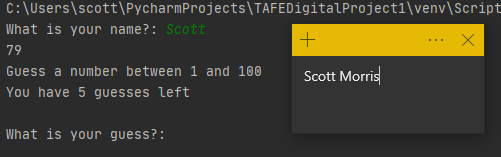 C:\Users\scott\PycharmProjects\TAFEDigitalProject1\venv\Script
What is your name?: Scott
79
Guess a number between 1 and 100
You have 5 guesses left
What is your guess?:
Scott Morris